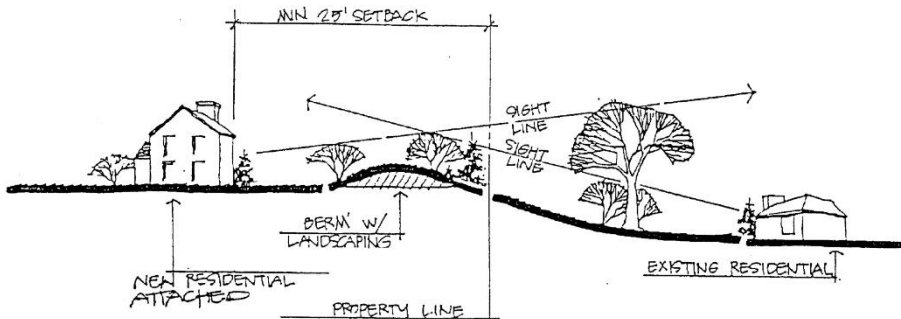 MIN 25' SETBACK
SIGHT
LINE
SIGHT
LINE
BERM W/
LANDSCAPING
NEW RESIDENTIAL
ATTACHED
EXISTING RESIDENTIAL
PROPERTY LINE